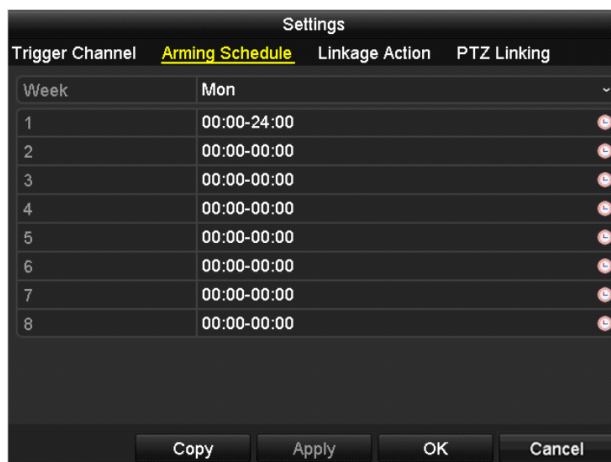 Settings
Trigger Channel Arming Schedule Linkage Action PTZ Linking
Week Mon
1 00:00-24:00
2 00:00-00:00
3 00:00-00:00
4 00:00-00:00
5 00:00-00:00
6 00:00-00:00
7 00:00-00:00
8 00:00-00:00
Copy Apply OK Cancel